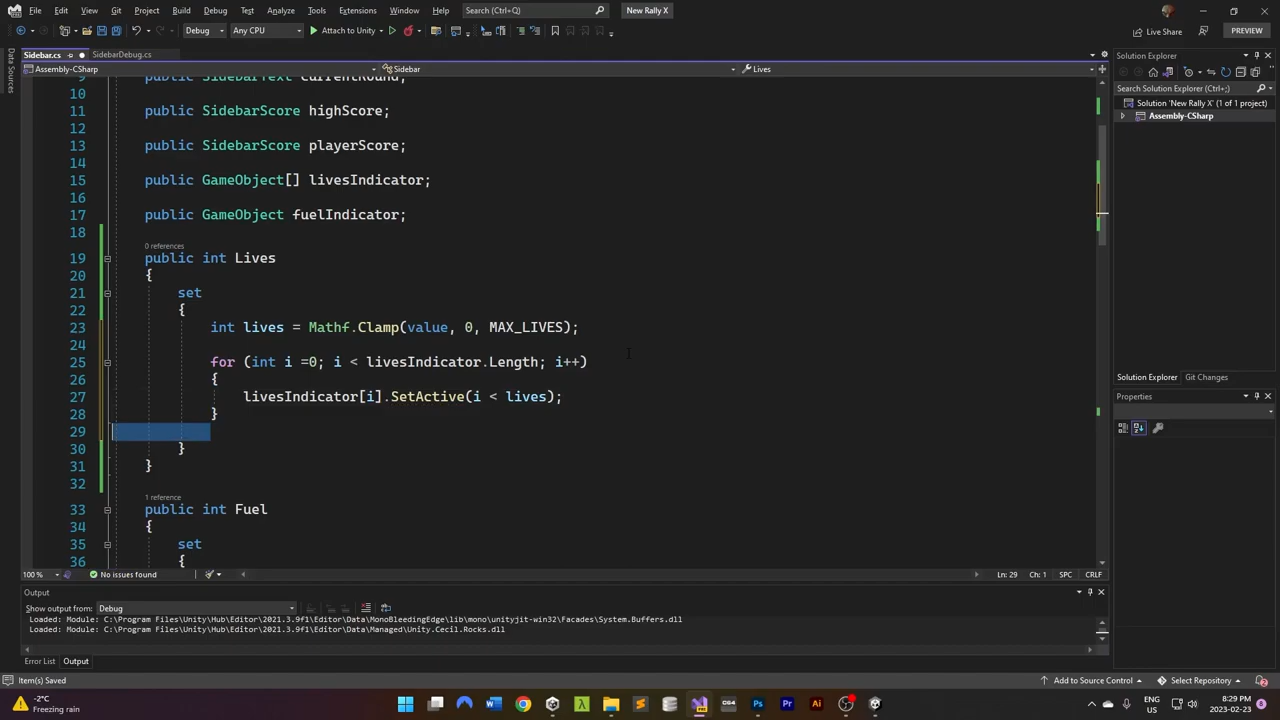 File Edit View Git Project Build Debug Test Analyze Tools Extensions Window Help Search (Ctrl+Q) New Rally X
Debug Any CPU Attach to Unity Live Share PREVIEW
Data Sources
Sidebar.cs SidebarDebug.cs
Assembly-CSharp Sidebar Lives
9 public SidebarText currentRound;
10
11 public SidebarScore highScore;
12
13 public SidebarScore playerScore;
14
15 public GameObject[] livesIndicator;
16
17 public GameObject fuelIndicator;
18
0 references
19 public int Lives
20 {
21 set
22 {
23 int lives = Mathf.Clamp(value, 0, MAX_LIVES);
24
25 for (int i =0; i < livesIndicator.Length; i++)
26 {
27 livesIndicator[i].SetActive(i < lives);
28 }
29
30 }
31 }
32
1 reference
33 public int Fuel
34 {
35 set
36 {
100 % No issues found Ln: 29 Ch: 1 SPC CRLF
Output
Show output from: Debug
Loaded: Module: C:\Program Files\Unity\Hub\Editor\2021.3.9f1\Editor\Data\MonoBleedingEdge\lib\mono\unityjit-win32\Facades\System.Buffers.dll
Loaded: Module: C:\Program Files\Unity\Hub\Editor\2021.3.9f1\Editor\Data\Managed\Unity.Cecil.Rocks.dll
Error List Output
Solution Explorer
Search Solution Explorer (Ctrl+;)
Solution 'New Rally X' (1 of 1 project)
Assembly-CSharp
Solution Explorer Git Changes
Properties
Item(s) Saved Add to Source Control Select Repository 2
-2°C
Freezing rain
ENG
US
8:29 PM
2023-02-23